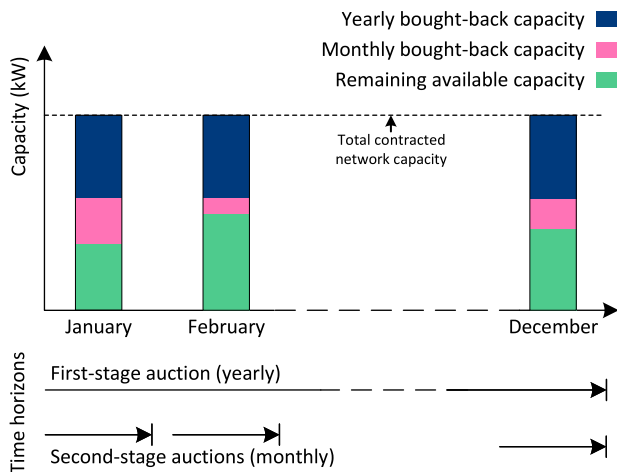 Yearly bought-back capacity
Monthly bought-back capacity
Remaining available capacity
Capacity (kW)
Total contracted
network capacity
January
February
December
Time horizons
First-stage auction (yearly)
Second-stage auctions (monthly)